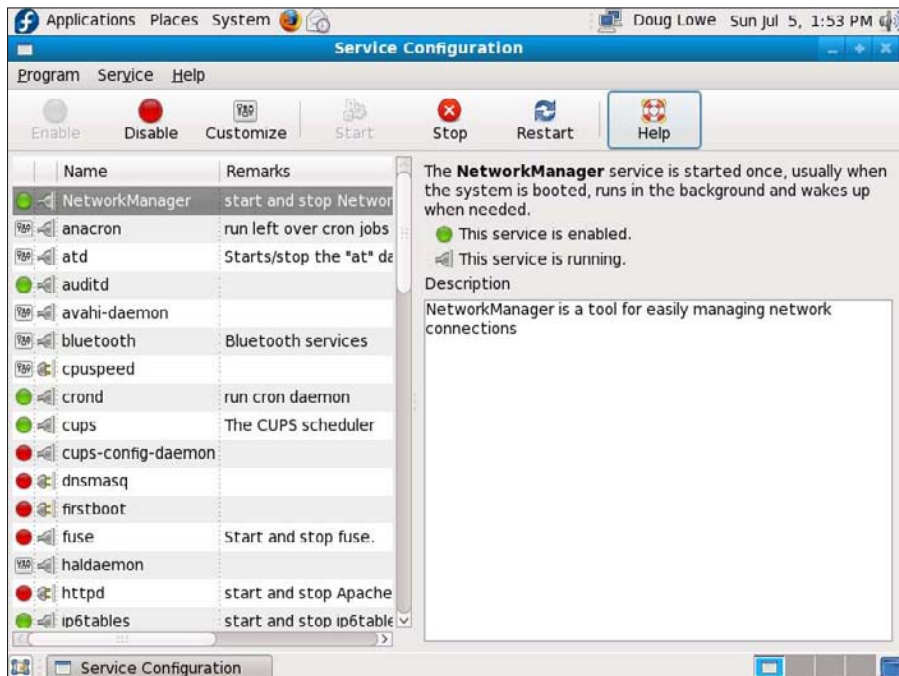 Applications Places System Doug Lowe Sun Jul 5, 1:53 PM
Service Configuration
Program Service Help
Enable Disable Customize Start Stop Restart Help
Name Remarks
NetworkManager start and stop Networ
anacron run left over cron jobs
atd Starts/stop the "at" da
auditd
avahi-daemon
bluetooth Bluetooth services
cpuspeed
crond run cron daemon
cups The CUPS scheduler
cups-config-daemon
dnsmasq
firstboot
fuse Start and stop fuse.
haldaemon
httpd start and stop Apache
ip6tables start and stop ip6table
The NetworkManager service is started once, usually when
the system is booted, runs in the background and wakes up
when needed.
This service is enabled.
This service is running.
Description
NetworkManager is a tool for easily managing network
connections
Service Configuration